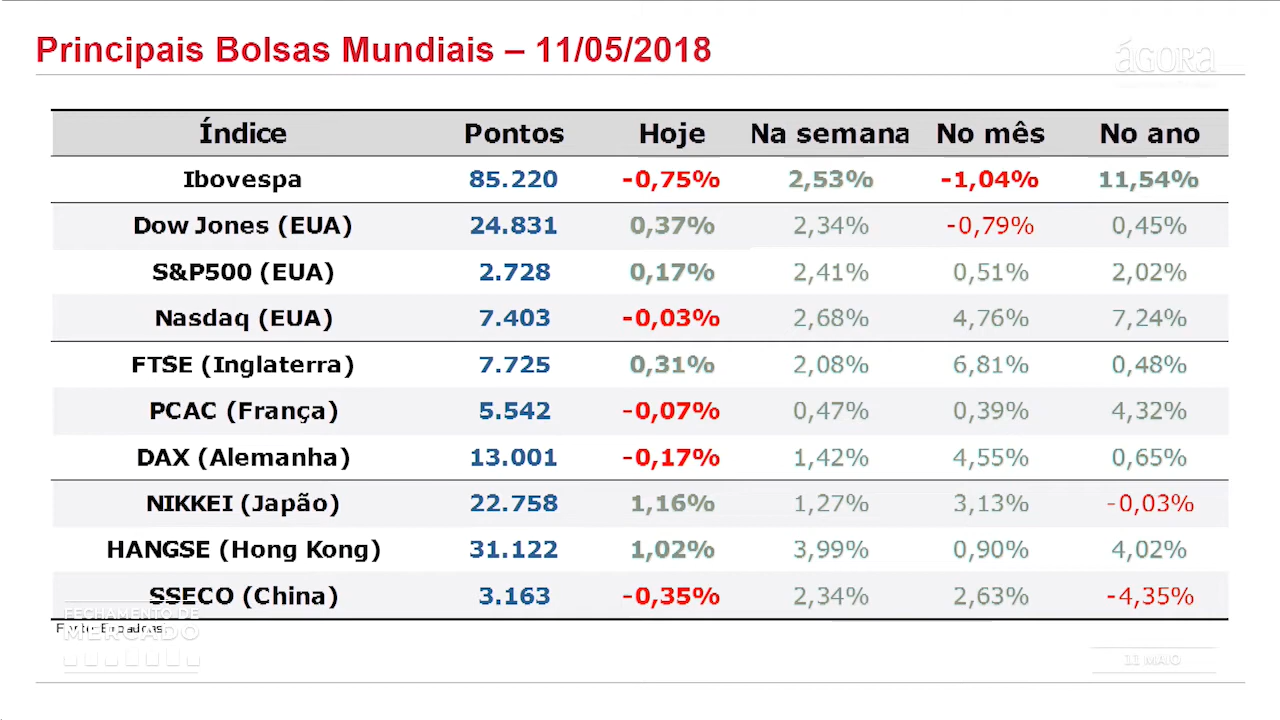 Principais Bolsas Mundiais – 11/05/2018
ágora
Índice Pontos Hoje Na semana No mês No ano
Ibovespa 85.220 -0,75% 2,53% -1,04% 11,54%
Dow Jones (EUA) 24.831 0,37% 2,34% -0,79% 0,45%
S&P500 (EUA) 2.728 0,17% 2,41% 0,51% 2,02%
Nasdaq (EUA) 7.403 -0,03% 2,68% 4,76% 7,24%
FTSE (Inglaterra) 7.725 0,31% 2,08% 6,81% 0,48%
PCAC (França) 5.542 -0,07% 0,47% 0,39% 4,32%
DAX (Alemanha) 13.001 -0,17% 1,42% 4,55% 0,65%
NIKKEI (Japão) 22.758 1,16% 1,27% 3,13% -0,03%
HANGSE (Hong Kong) 31.122 1,02% 3,99% 0,90% 4,02%
SSECO (China) 3.163 -0,35% 2,34% 2,63% -4,35%
FECHAMENTO DE
MERCADO
11 MAIO